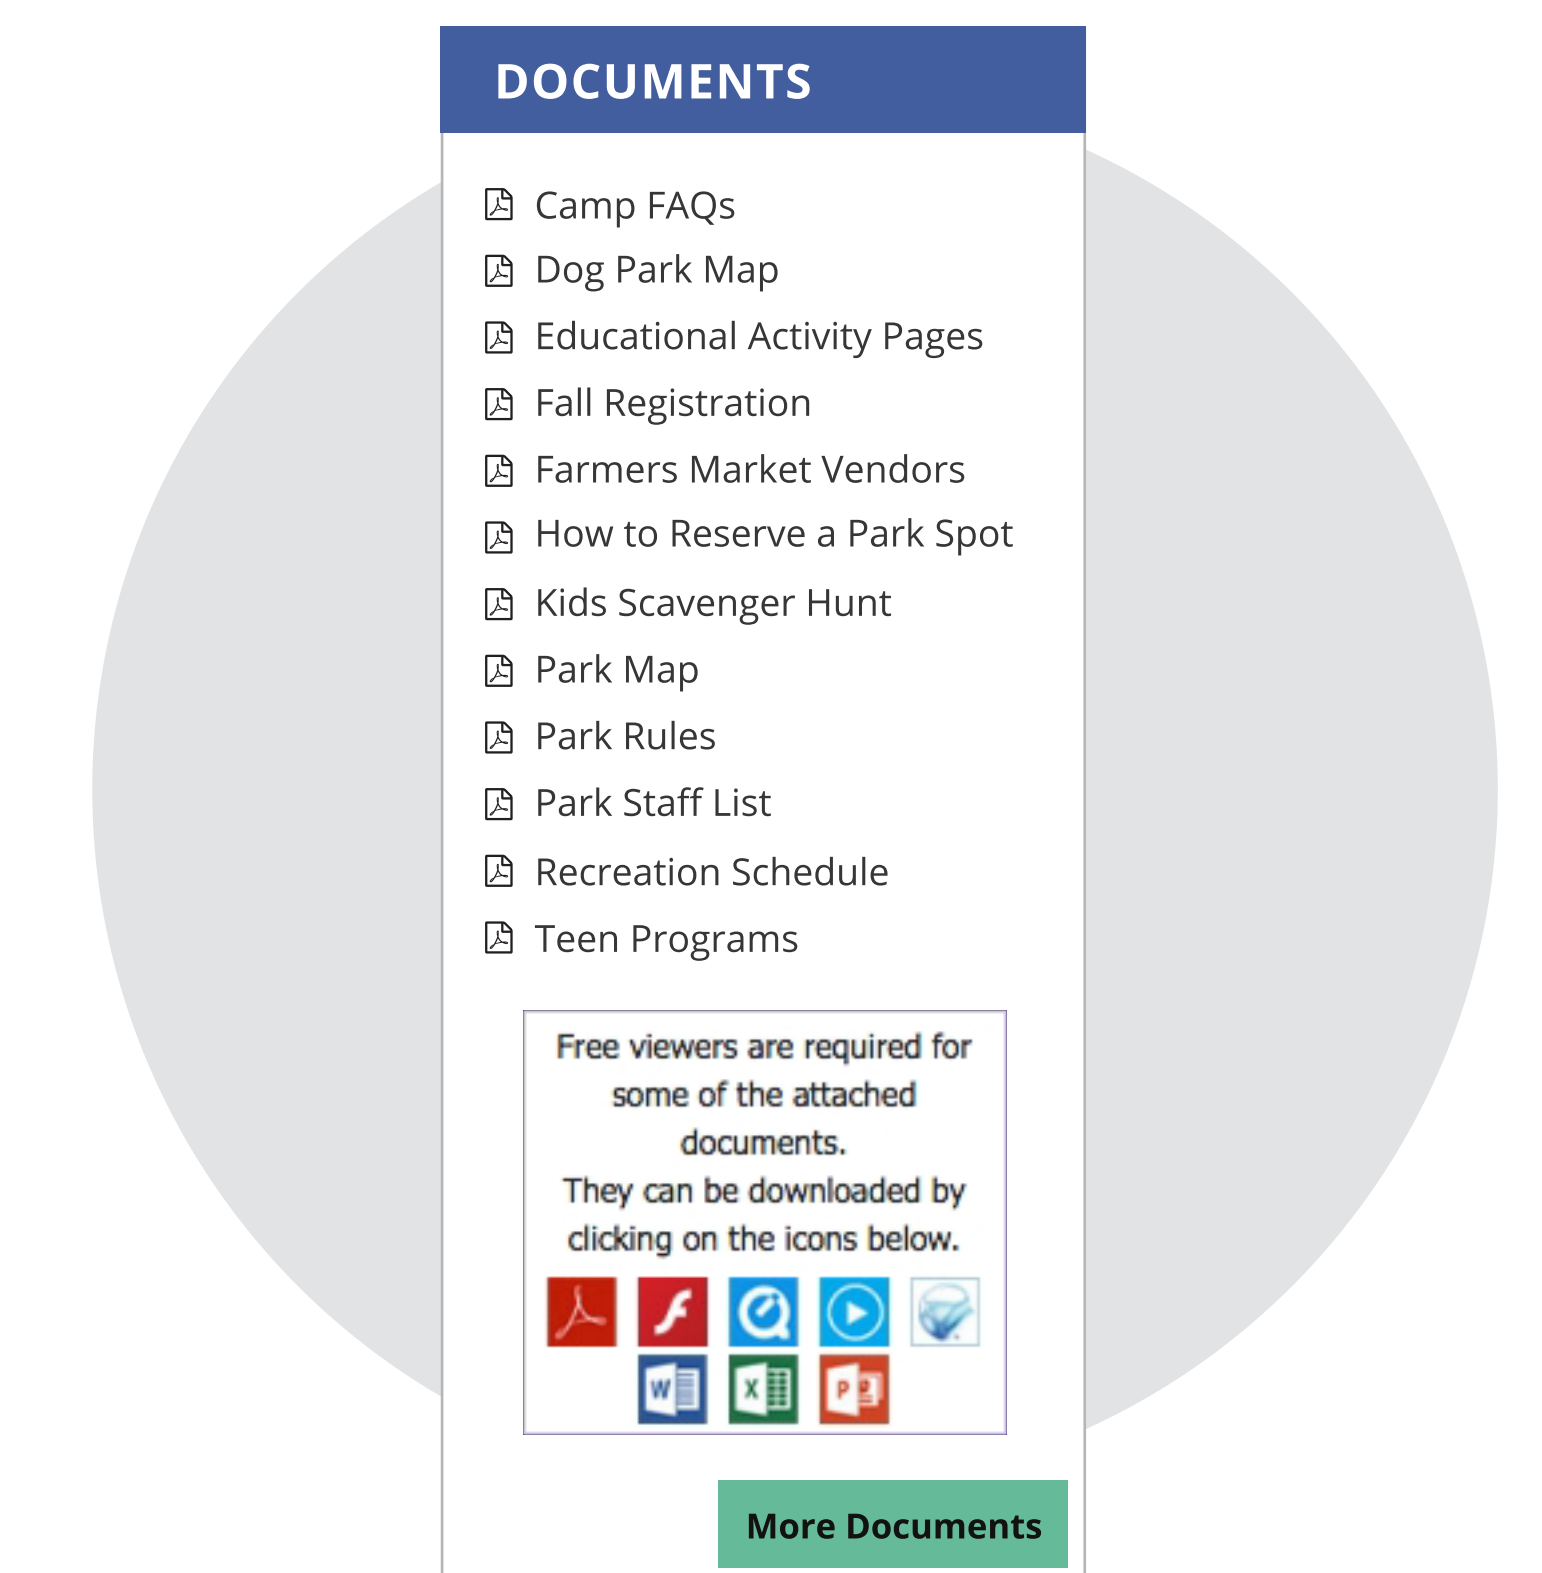 DOCUMENTS
Camp FAQs
Dog Park Map
Educational Activity Pages
Fall Registration
Farmers Market Vendors
How to Reserve a Park Spot
Kids Scavenger Hunt
Park Map
Park Rules
Park Staff List
Recreation Schedule
Teen Programs
Free viewers are required for
some of the attached
documents.
They can be downloaded by
clicking on the icons below.
W X P
More Documents